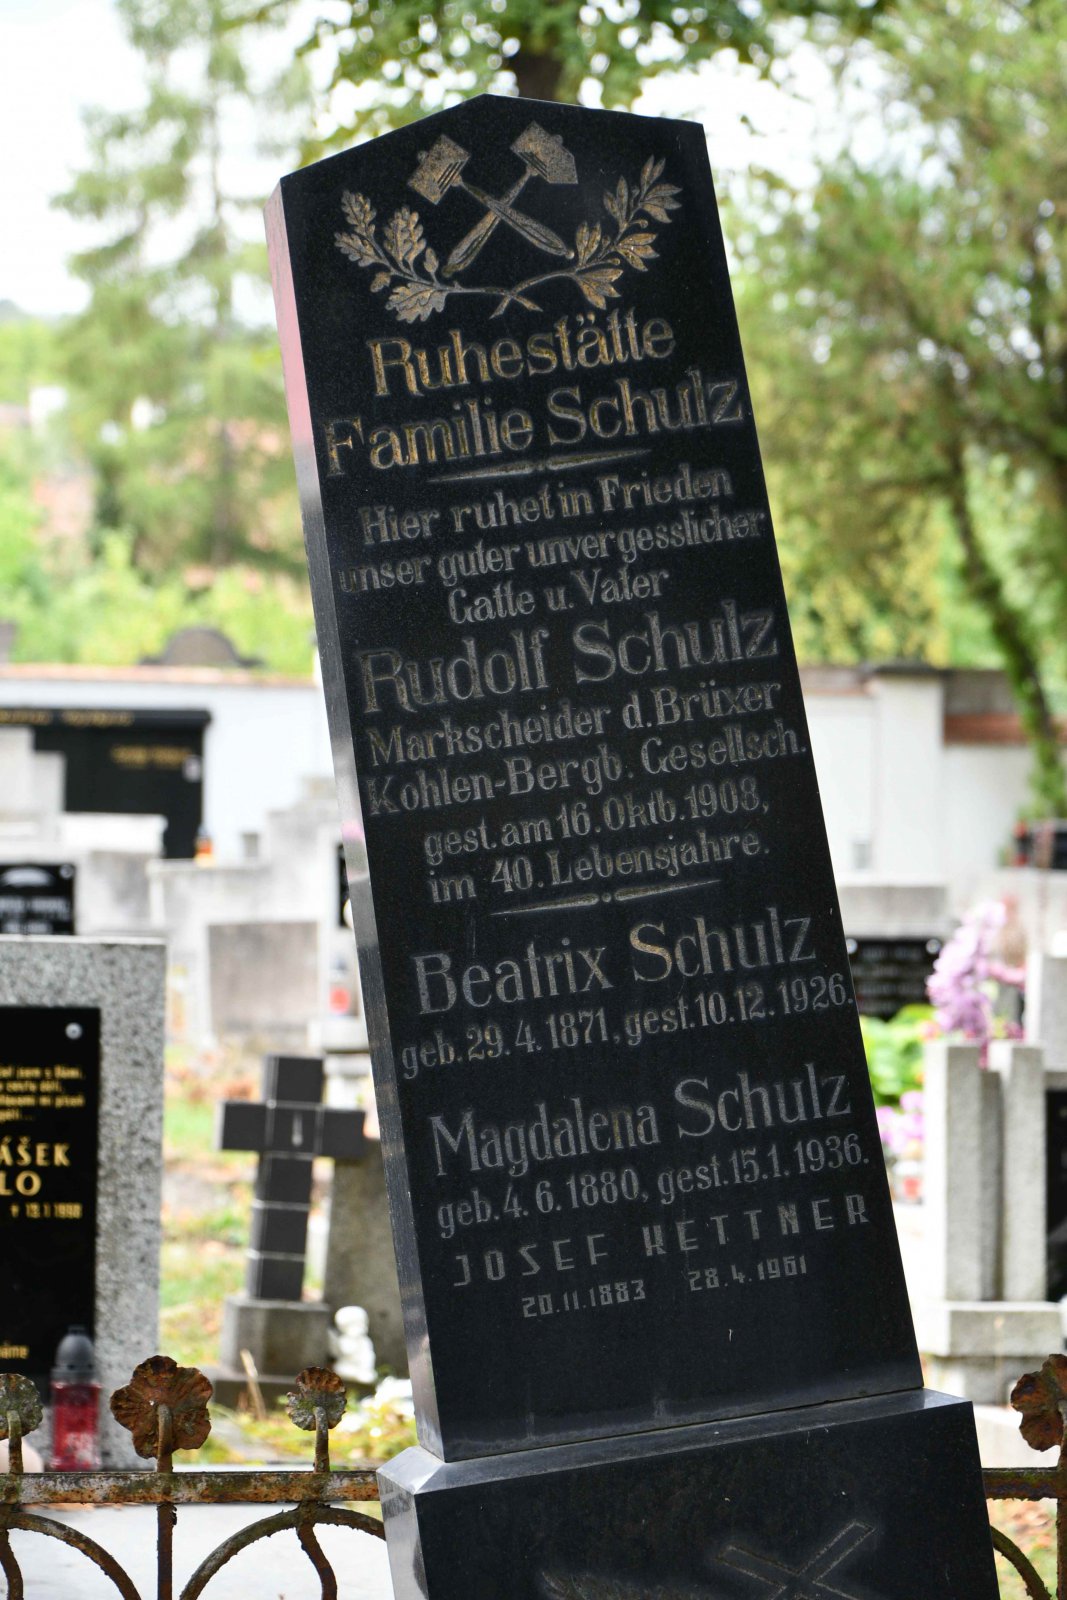 Ruhestätte
Familie Schulz
Hier ruhet in Frieden
unser guter unvergesslicher
Gatte u. Vater
Rudolf Schulz
Markscheider d. Brüxer
Kohlen-Bergb. Gesellsch.
gest. am 16. Oktb. 1908,
im 40. Lebensjahre.
Beatrix Schulz
geb. 29. 4. 1871, gest. 10. 12. 1926.
Magdalena Schulz
geb. 4. 6. 1880, gest. 15. 1. 1936.
JOSEF KETTNER
20.11.1883 28.4.1961
ÁŠEK
LO